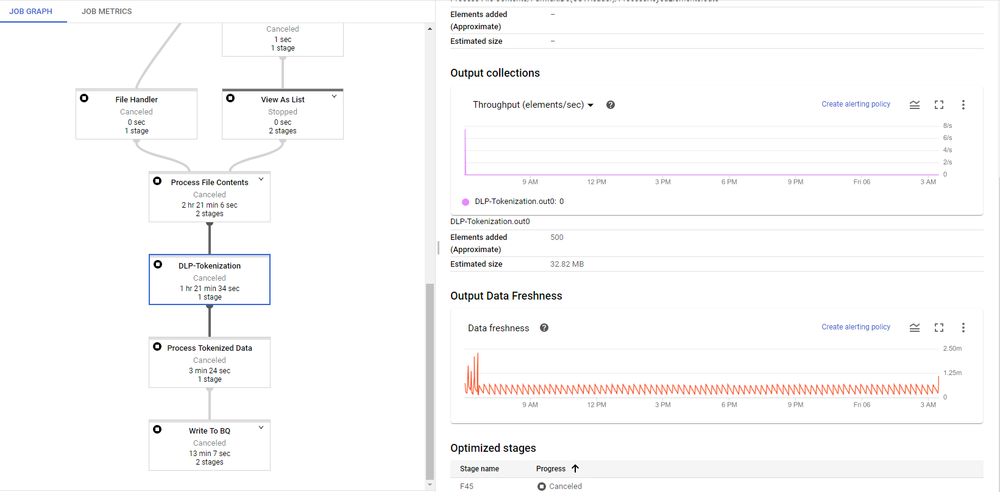 JOB GRAPH
JOB METRICS
Canceled
1 sec
1 stage
File Handler
Canceled
0 sec
1 stage
View As List
Stopped
0 sec
2 stages
Process File Contents
Canceled
2 hr 21 min 6 sec
2 stages
DLP-Tokenization
Canceled
1 hr 21 min 34 sec
1 stage
Process Tokenized Data
Canceled
3 min 24 sec
1 stage
Write To BQ
Canceled
13 min 7 sec
2 stages
Elements added –
(Approximate)
Estimated size –
Output collections
Throughput (elements/sec)
Create alerting policy
8/s
6/s
4/s
2/s
0
9 AM 12 PM 3 PM 6 PM 9 PM Fri 06 3 AM
DLP-Tokenization.out0: 0
DLP-Tokenization.out0
Elements added 500
(Approximate)
Estimated size 32.82 MB
Output Data Freshness
Data freshness
Create alerting policy
2.50m
1.25m
0
9 AM 12 PM 3 PM 6 PM 9 PM Fri 06 3 AM
Optimized stages
Stage name Progress
F45 Canceled